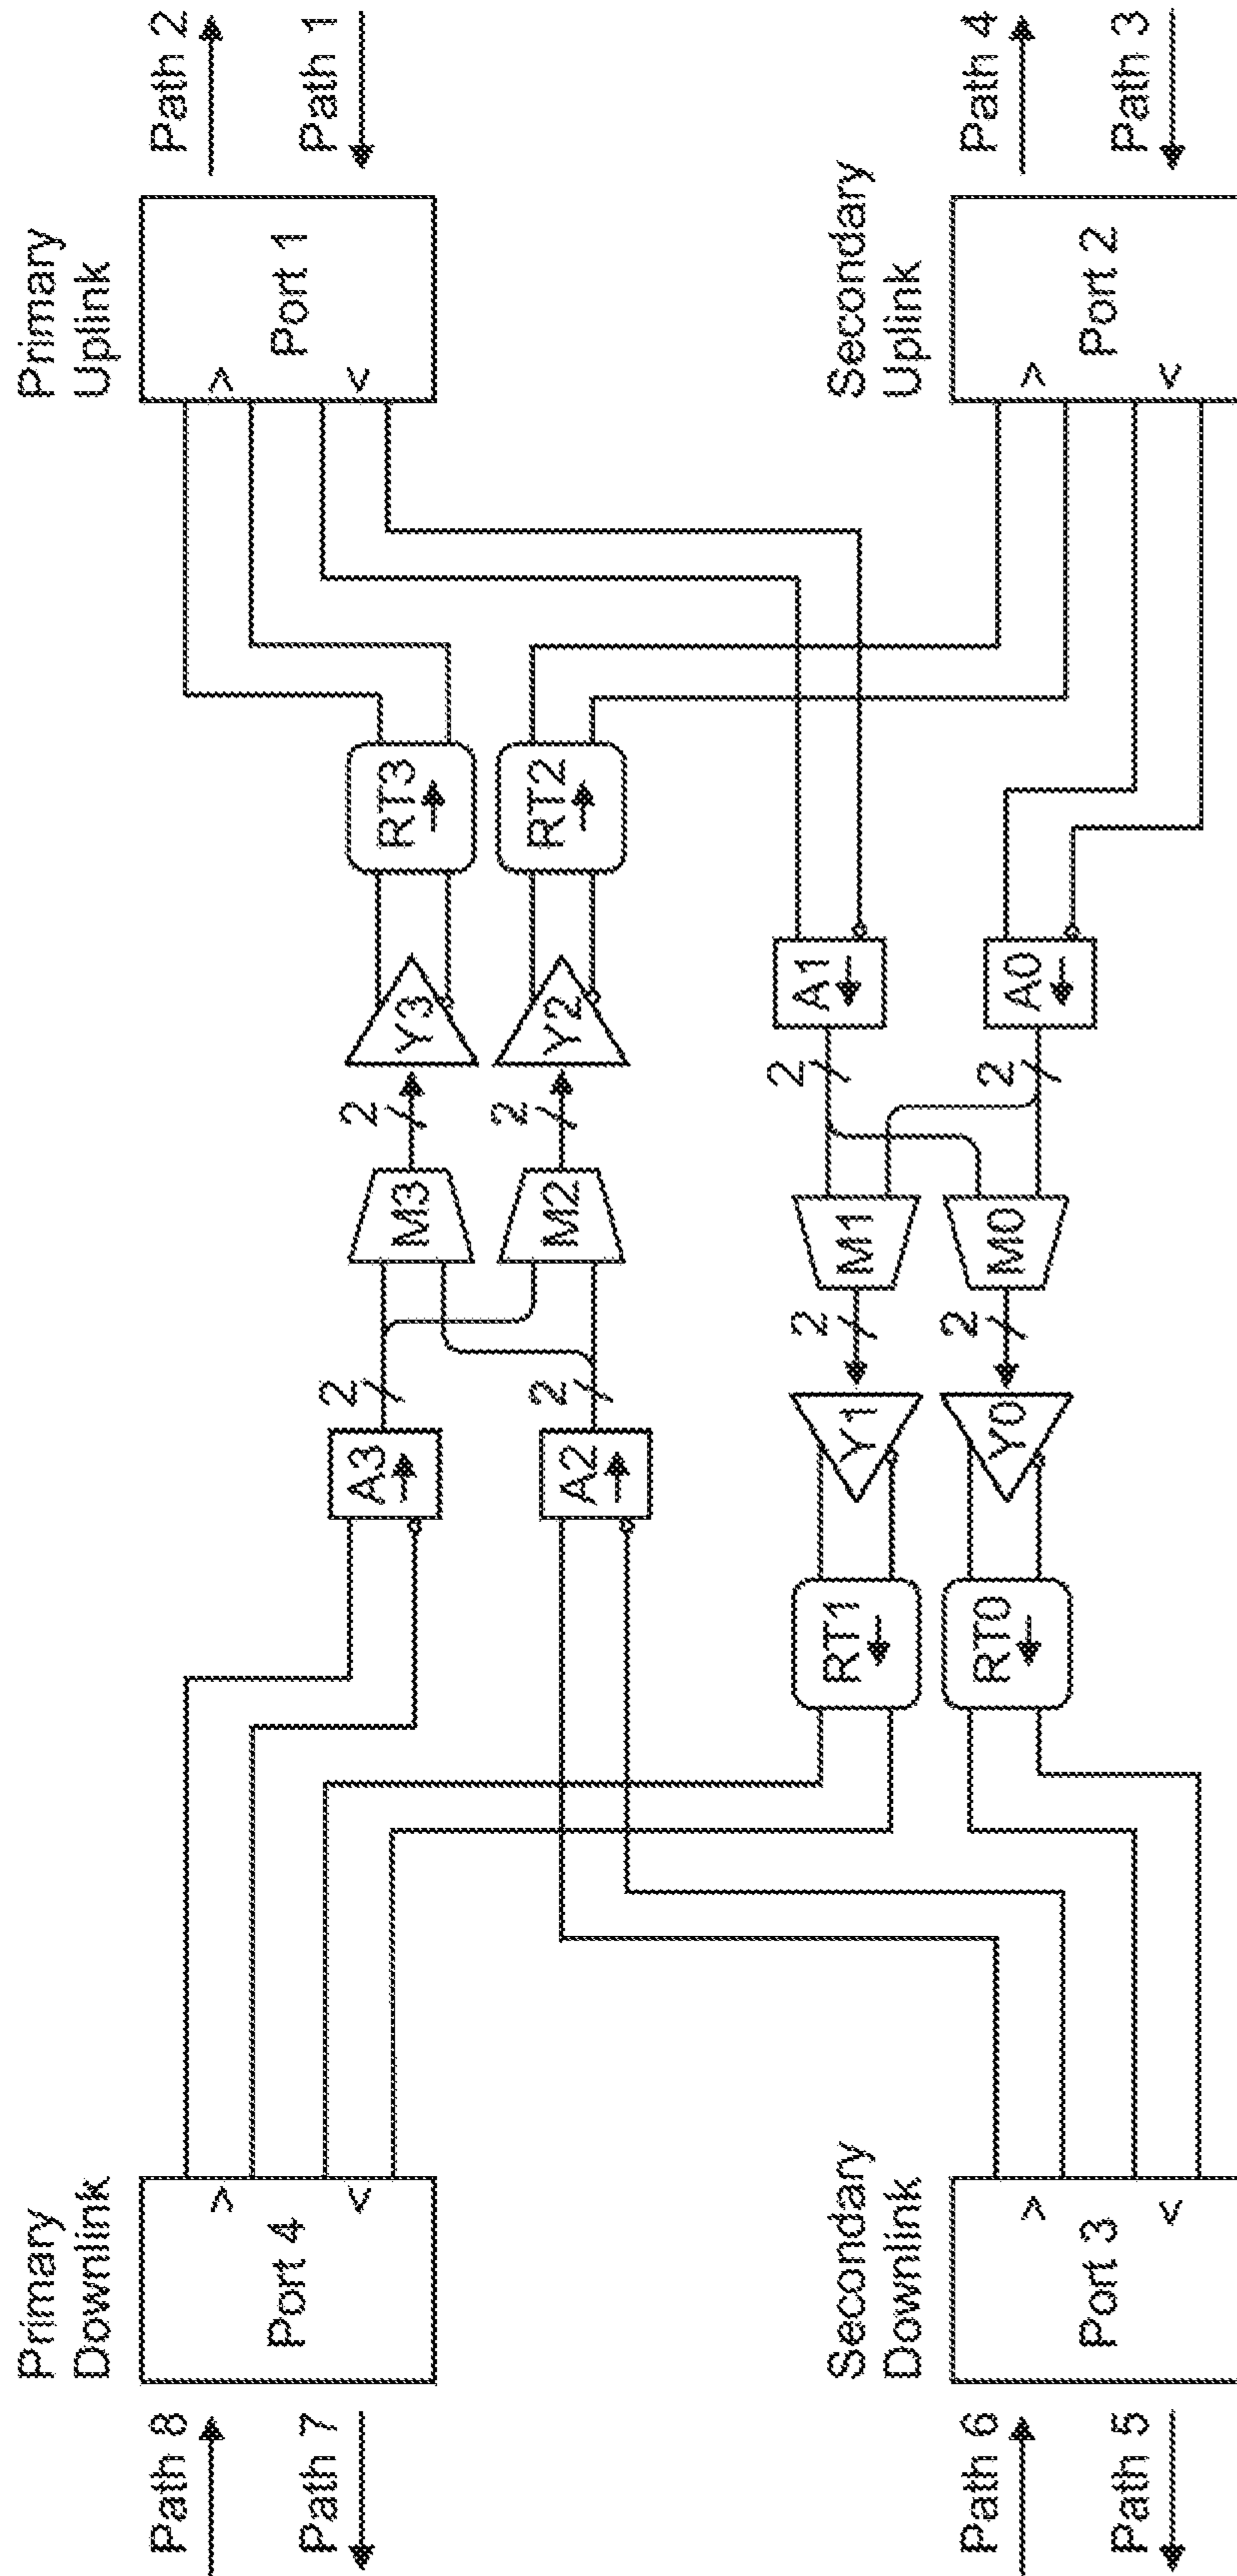 Primary
Downlink
Path 8
Path 7
Port 4
>
<
Secondary
Downlink
Path 6
Path 5
Port 3
>
<
A3
2
A2
2
M3
2
M2
2
Y3
Y2
RT3
RT2
RT1
RT0
Y1
Y0
2
2
M1
M0
2
2
A1
A0
Primary
Uplink
Port 1
>
<
Path 2
Path 1
Secondary
Uplink
Port 2
>
<
Path 4
Path 3